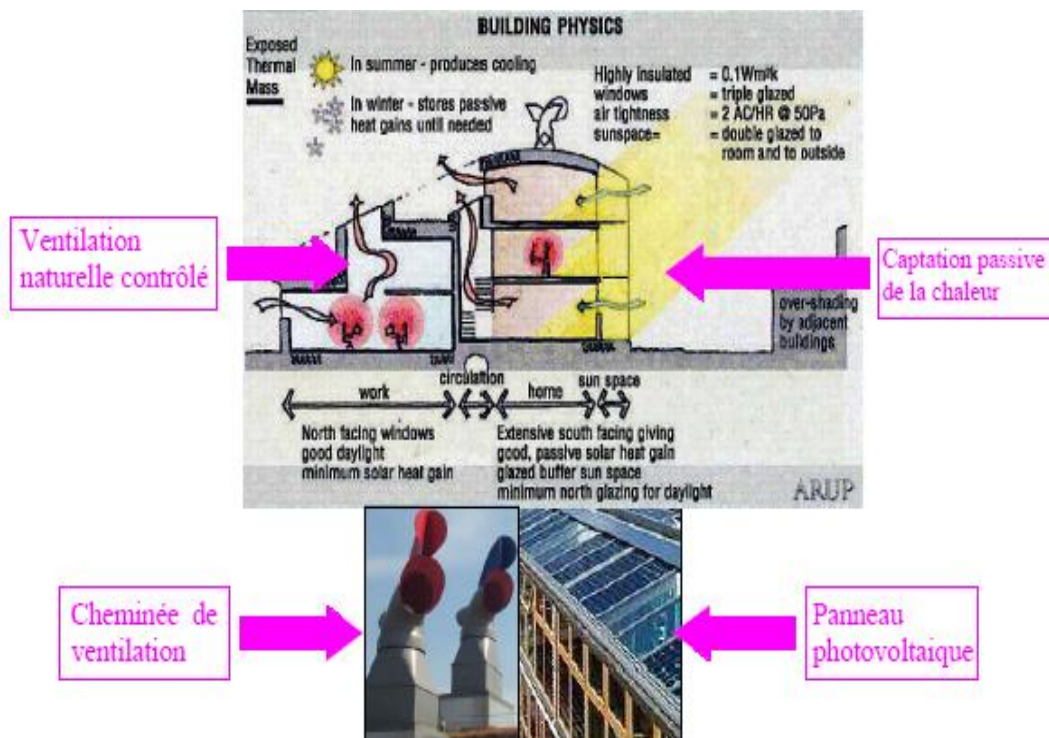 BUILDING PHYSICS
Exposed
Thermal
Mass
In summer - produces cooling
In winter - stores passive
heat gains until needed
Highly insulated = 0.1Wm²k
windows = triple glazed
air tightness = 2 AC/HR @ 50Pa
sunspace= = double glazed to
room and to outside
Ventilation
naturelle contrôlé
Captation passive
de la chaleur
over-shading
by adjacent
buildings
work
circulation
home
sun space
North facing windows
good daylight
minimum solar heat gain
Extensive south facing giving
good, passive solar heat gain
glazed buffer sun space
minimum north glazing for daylight
ARUP
Cheminée de
ventilation
Panneau
photovoltaique